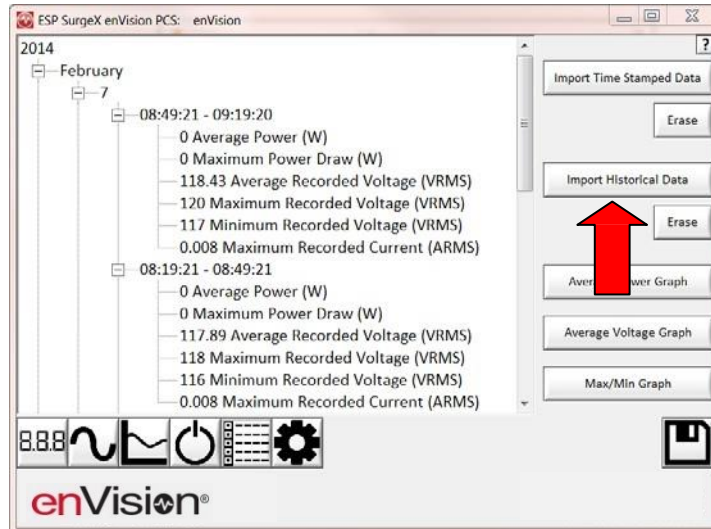 ESP SurgeX enVision PCS: enVision
?
2014
February
7
08:49:21 - 09:19:20
0 Average Power (W)
0 Maximum Power Draw (W)
118.43 Average Recorded Voltage (VRMS)
120 Maximum Recorded Voltage (VRMS)
117 Minimum Recorded Voltage (VRMS)
0.008 Maximum Recorded Current (ARMS)
08:19:21 - 08:49:21
0 Average Power (W)
0 Maximum Power Draw (W)
117.89 Average Recorded Voltage (VRMS)
118 Maximum Recorded Voltage (VRMS)
116 Minimum Recorded Voltage (VRMS)
0.008 Maximum Recorded Current (ARMS)
Import Time Stamped Data
Erase
Import Historical Data
Erase
Graph
Average Voltage Graph
Max/Min Graph
8.8.8
enVision®